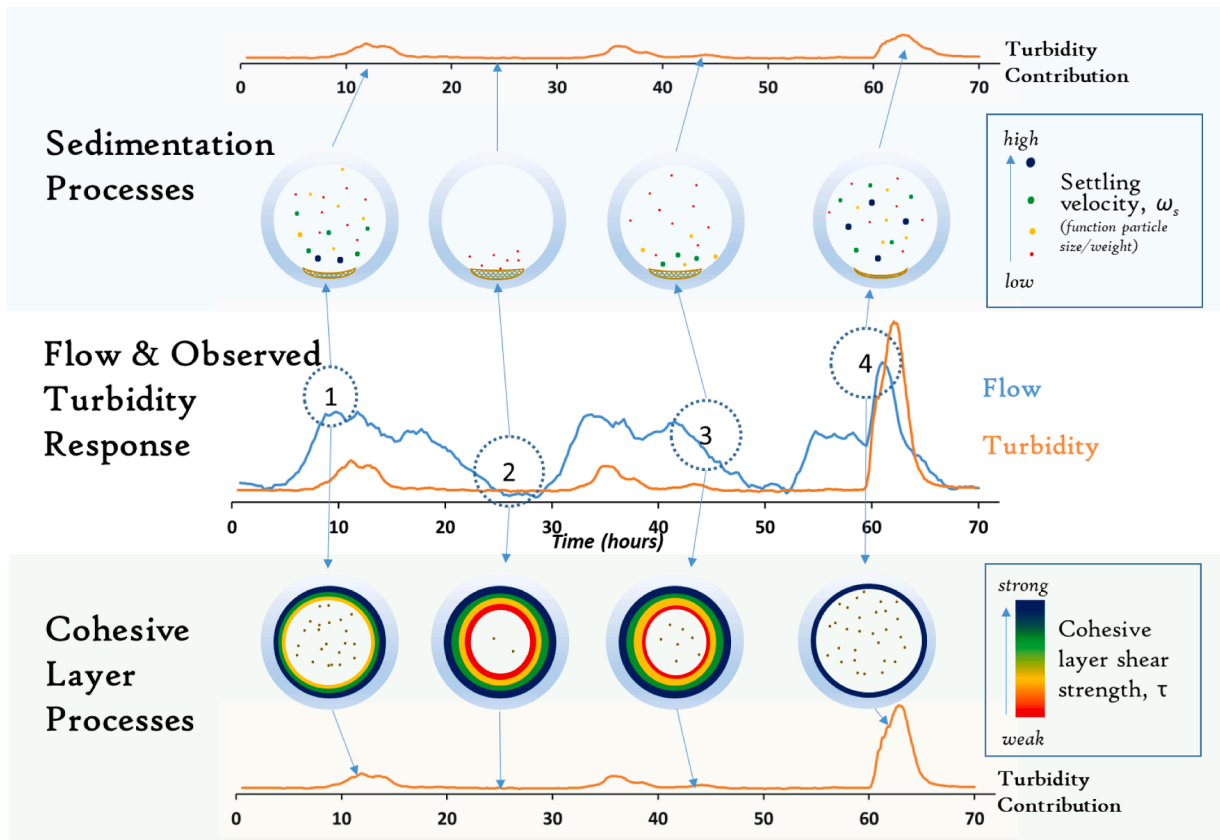 Turbidity
Contribution
0 10 20 30 40 50 60 70
Sedimentation
Processes
high
Settling
velocity, ωs
(function particle
size/weight)
low
Flow & Observed
Turbidity
Response
1
2
3
4
Flow
Turbidity
0 10 20 30 40 50 60 70
Time (hours)
Cohesive
Layer
Processes
strong
Cohesive
layer shear
strength, τ
weak
Turbidity
Contribution
0 10 20 30 40 50 60 70